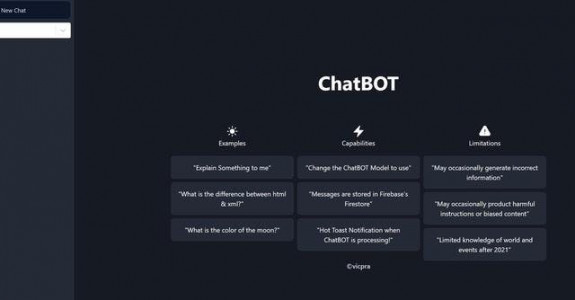 New Chat
ChatBOT
Examples
Capabilities
Limitations
"Explain Something to me"
"What is the difference between html
& xml?"
"What is the color of the moon?"
"Change the ChatBOT Model to use"
"Messages are stored in Firebase's
Firestore"
"Hot Toast Notification when
ChatBOT is processing!"
"May occasionally generate incorrect
information"
"May occasionally product harmful
instructions or biased content"
"Limited knowledge of world and
events after 2021"
©vicpra